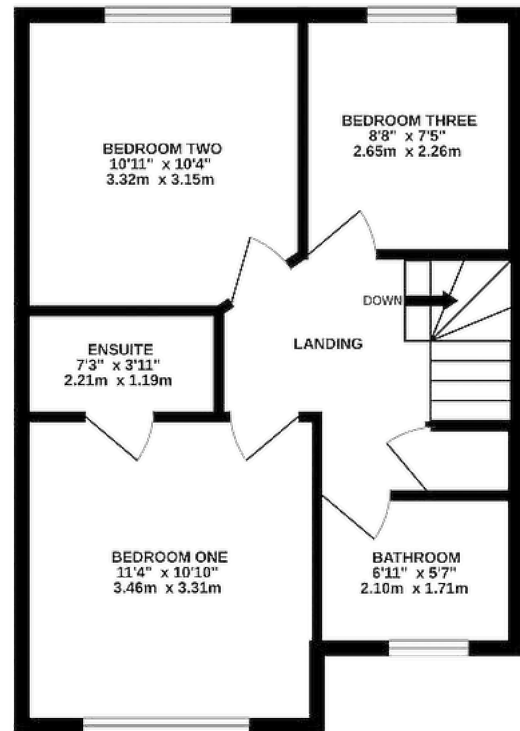 BEDROOM TWO
10'11" x 10'4"
3.32m x 3.15m
BEDROOM THREE
8'8" x 7'5"
2.65m x 2.26m
DOWN
LANDING
ENSUITE
7'3" x 3'11"
2.21m x 1.19m
BEDROOM ONE
11'4" x 10'10"
3.46m x 3.31m
BATHROOM
6'11" x 5'7"
2.10m x 1.71m